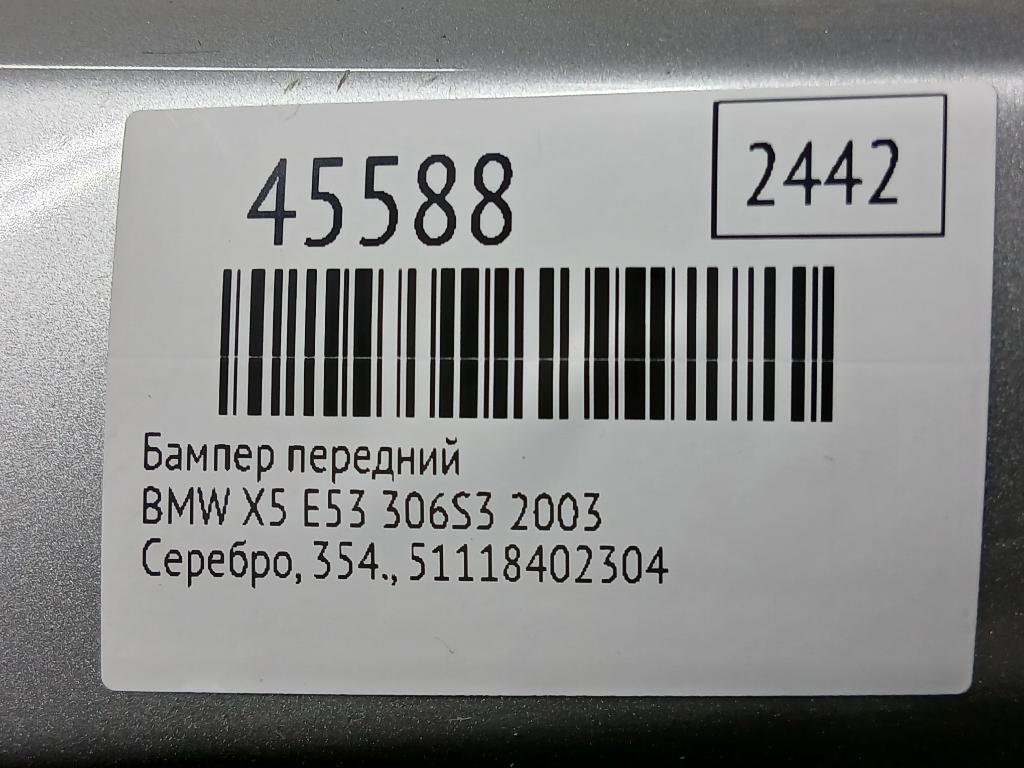 45588
2442
Бампер передний
BMW X5 E53 306S3 2003
Серебро, 354., 51118402304